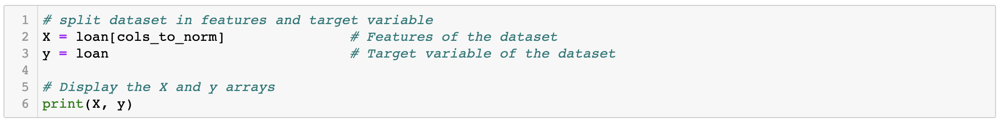 1 # split dataset in features and target variable
2 X = loan[cols_to_norm]               # Features of the dataset
3 y = loan                             # Target variable of the dataset
4
5 # Display the X and y arrays
6 print(X, y)